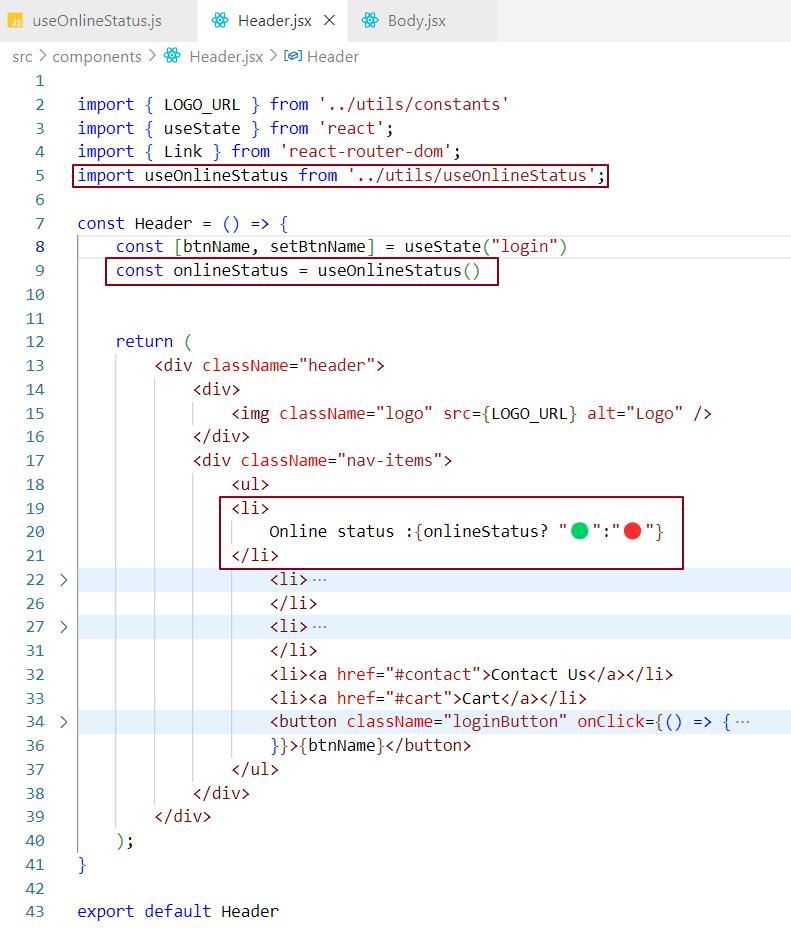 useOnlineStatus.js Header.jsx Body.jsx
src > components > Header.jsx > Header
1
2 import { LOGO_URL } from '../utils/constants'
3 import { useState } from 'react';
4 import { Link } from 'react-router-dom';
5 import useOnlineStatus from '../utils/useOnlineStatus';
6
7 const Header = () => {
8     const [btnName, setBtnName] = useState("login")
9     const onlineStatus = useOnlineStatus()
10
11
12     return (
13         <div className="header">
14             <div>
15                 <img className="logo" src={LOGO_URL} alt="Logo" />
16             </div>
17             <div className="nav-items">
18                 <ul>
19                 <li>
20                     Online status :{onlineStatus? "🟢":"🔴"}
21                 </li>
22                     <li>···
26                     </li>
27                     <li>···
31                     </li>
32                     <li><a href="#contact">Contact Us</a></li>
33                     <li><a href="#cart">Cart</a></li>
34                     <button className="loginButton" onClick={() => {···
36                     }}>{btnName}</button>
37                 </ul>
38             </div>
39         </div>
40     );
41 }
42
43 export default Header